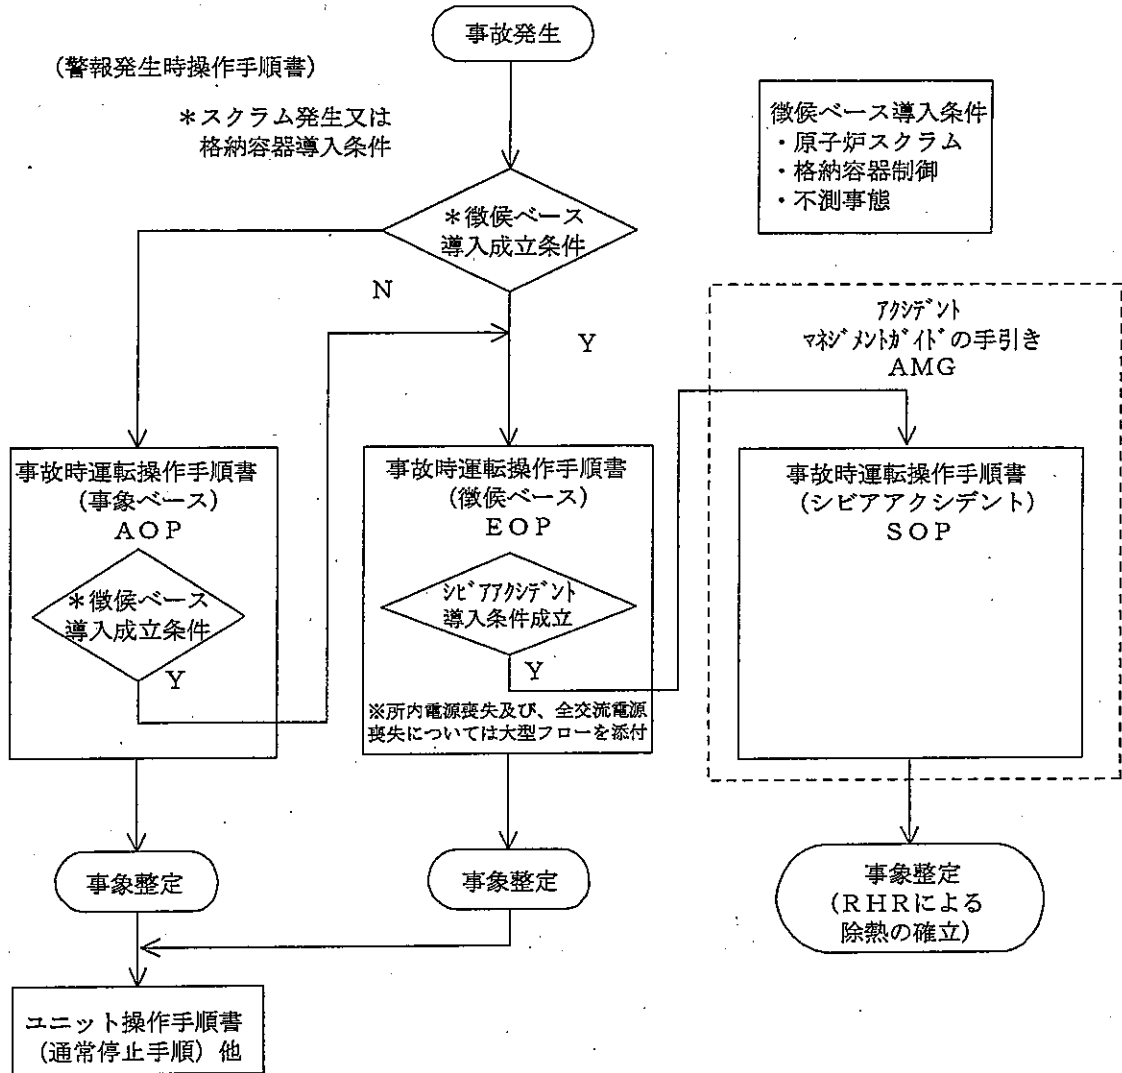 事故発生
(警報発生時操作手順書)
＊スクラム発生又は
格納容器導入条件
徴候ベース導入条件
・原子炉スクラム
・格納容器制御
・不測事態
＊徴候ベース
導入成立条件
N
Y
ｱｸｼﾃﾞﾝﾄ
ﾏﾈｼﾞﾒﾝﾄｶﾞｲﾄﾞの手引き
AMG
事故時運転操作手順書
(事象ベース)
AOP
＊徴候ベース
導入成立条件
Y
事故時運転操作手順書
(徴候ベース)
EOP
ｼﾋﾞｱｱｸｼﾃﾞﾝﾄ
導入条件成立
Y
※所内電源喪失及び、全交流電源
喪失については大型フローを添付
事故時運転操作手順書
(シビアアクシデント)
SOP
事象整定
事象整定
事象整定
(RHRによる
除熱の確立)
ユニット操作手順書
(通常停止手順) 他